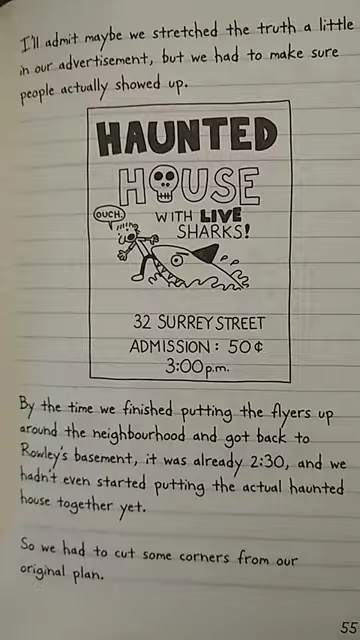 I'll admit maybe we stretched the truth a little
in our advertisement, but we had to make sure
people actually showed up.
HAUNTED
HOUSE
OUCH.
WITH LIVE
SHARKS!
32 SURREY STREET
ADMISSION: 50¢
3:00p.m.
By the time we finished putting the flyers up
around the neighbourhood and got back to
Rowley's basement, it was already 2:30, and we
hadn't even started putting the actual haunted
house together yet.
So we had to cut some corners from our
original plan.
55